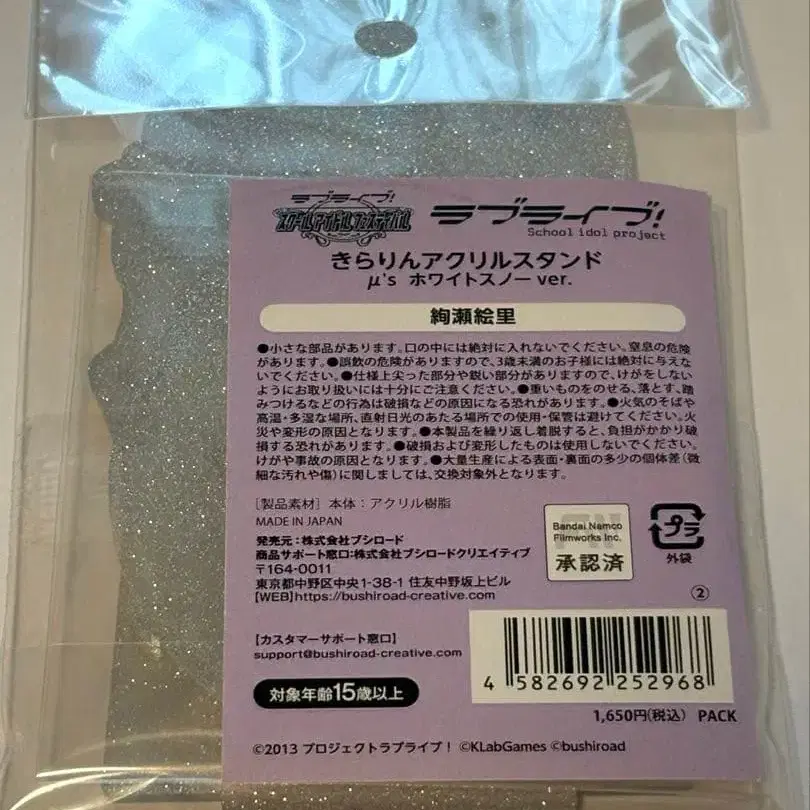 ラブライブ!
スクールアイドルフェスティバル
ラブライブ!
School idol project
きらりんアクリルスタンド
μ's ホワイトスノー ver.
絢瀬絵里
●小さな部品があります。口の中には絶対に入れないでください。窒息の危険
があります。●誤飲の危険がありますので、3歳未満のお子様には絶対に与えな
いでください。●仕様上尖った部分や鋭い部分がありますので、けがをしない
ようにお取り扱いには十分にご注意ください。●重いものをのせる、落とす、踏
みつけるなどの行為は破損などの原因になる恐れがあります。●火気のそばや
高温・多湿な場所、直射日光のあたる場所での使用・保管は避けてください。火
災や変形の原因となります。●本製品を繰り返し着脱すると、負担がかかり破
損する恐れがあります。●破損および変形したものは使用しないでください。
けがや事故の原因となります。●大量生産による表面・裏面の多少の個体差(微
細な汚れや傷)に関しましては、交換対象外となります。
[製品素材] 本体:アクリル樹脂
MADE IN JAPAN
発売元:株式会社ブシロード
商品サポート窓口:株式会社ブシロードクリエイティブ
〒164-0011
東京都中野区中央1-38-1 住友中野坂上ビル
【WEB】https://bushiroad-creative.com
Bandai Namco
Filmworks Inc.
承認済
プラ
外袋
②
【カスタマーサポート窓口】
support@bushiroad-creative.com
対象年齢15歳以上
4 582692 252968
1,650円(税込) PACK
©2013 プロジェクトラブライブ! ©KLabGames ©bushiroad